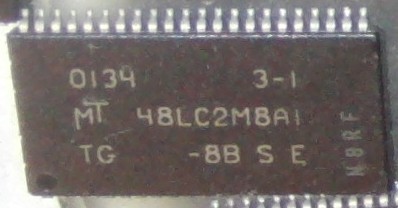 0134 3-1
MT 48LC2M8A1
TG -8B S E
N8RF